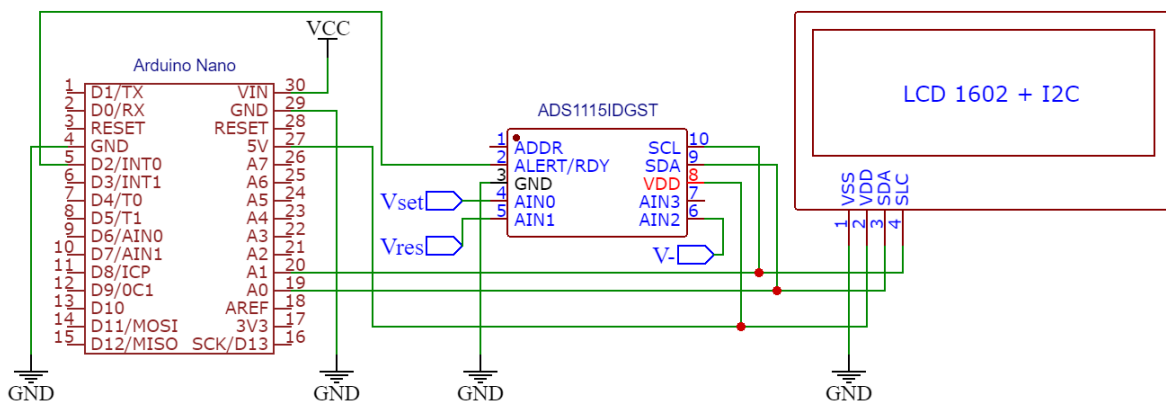 VCC
Arduino Nano
1 D1/TX VIN 30
2 D0/RX GND 29
3 RESET RESET 28
4 GND 5V 27
5 D2/INT0 A7 26
6 D3/INT1 A6 25
7 D4/T0 A5 24
8 D5/T1 A4 23
9 D6/AIN0 A3 22
10 D7/AIN1 A2 21
11 D8/ICP A1 20
12 D9/0C1 A0 19
13 D10 AREF 18
14 D11/MOSI 3V3 17
15 D12/MISO SCK/D13 16
ADS1115IDGST
1 ADDR SCL 10
2 ALERT/RDY SDA 9
3 GND VDD 8
4 AIN0 AIN3 7
5 AIN1 AIN2 6
Vset
Vres
V-
LCD 1602 + I2C
VSS VDD SDA SLC
1 2 3 4
GND GND GND GND